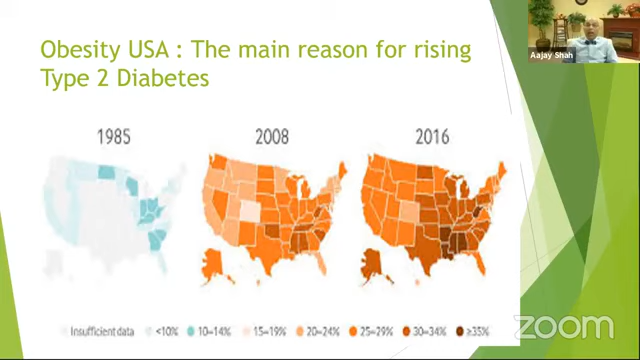 Obesity USA : The main reason for rising
Type 2 Diabetes
Aajay Shah
1985
2008
2016
Insufficient data
<10%
10=14%
15=19%
20=24%
25=29%
30=34%
≥35%
zoom